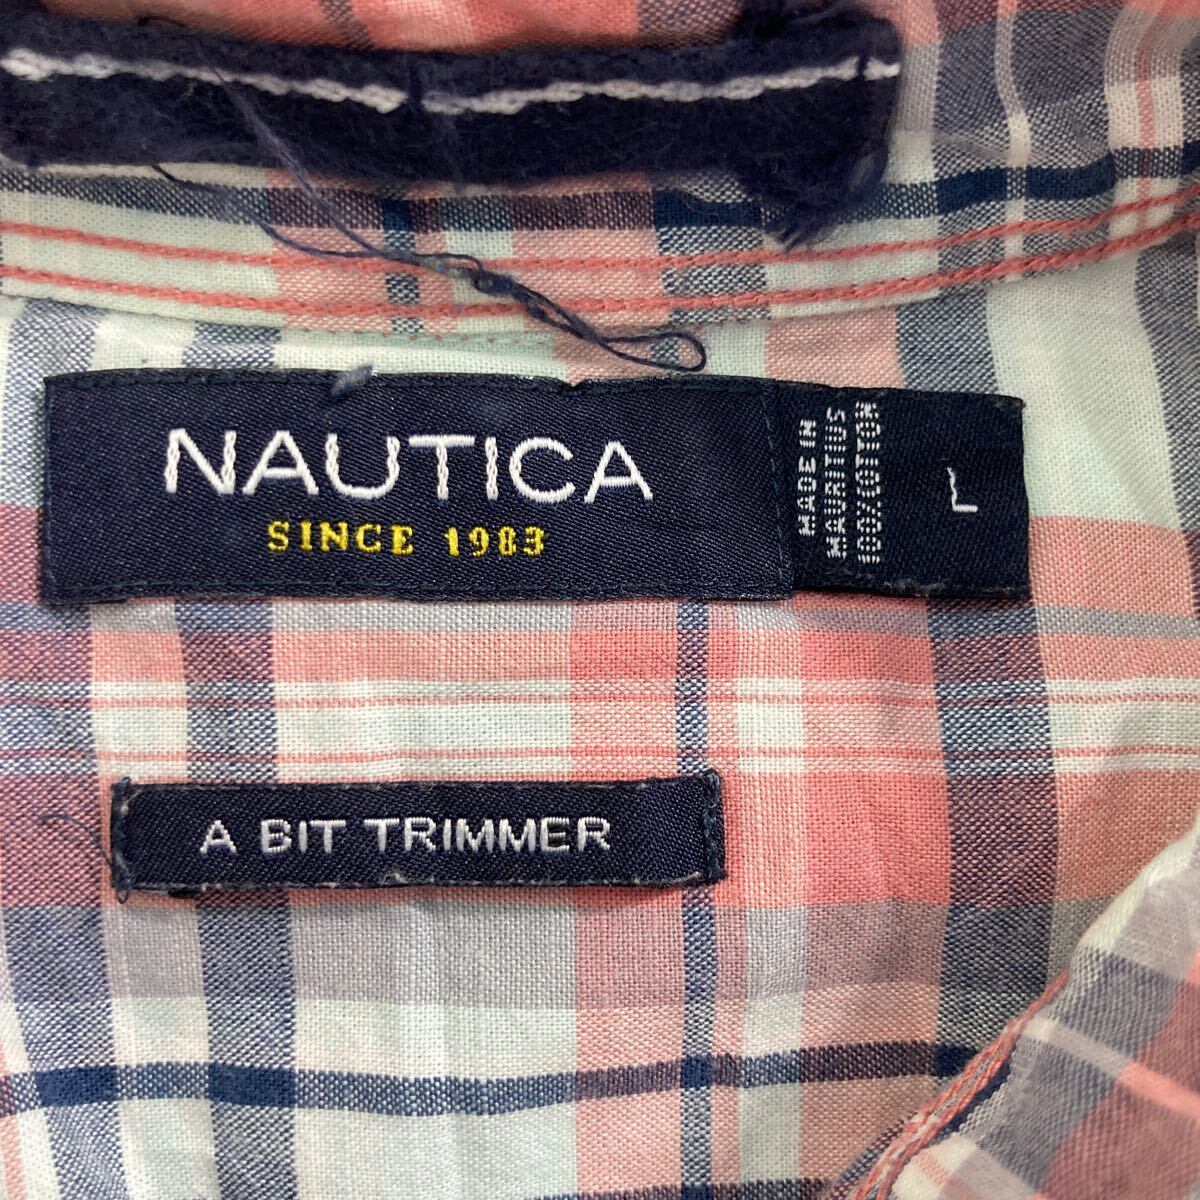 NAUTICA
SINCE 1983
MADE IN
MAURITIUS
100% COTTON
L
A BIT TRIMMER